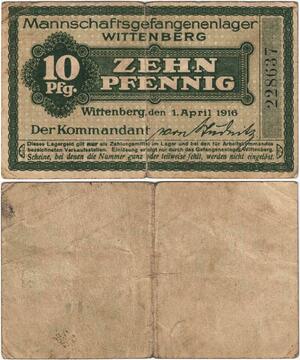 Mannschaftsgefangenenlager
WITTENBERG
10 Pfg.
ZEHN
PFENNIG
228637
Wittenberg, den 1. April 1916
Der Kommandant
Dieses Lagergeld gilt nur als Zahlungsmittel im Lager und bei den für Arbeitskommandos
bezeichneten Verkaufsstellen. Einlösung erfolgt nur durch das Gefangenenlager Wittenberg.
Scheine, bei denen die Nummer ganz oder teilweise fehlt, werden nicht eingelöst.